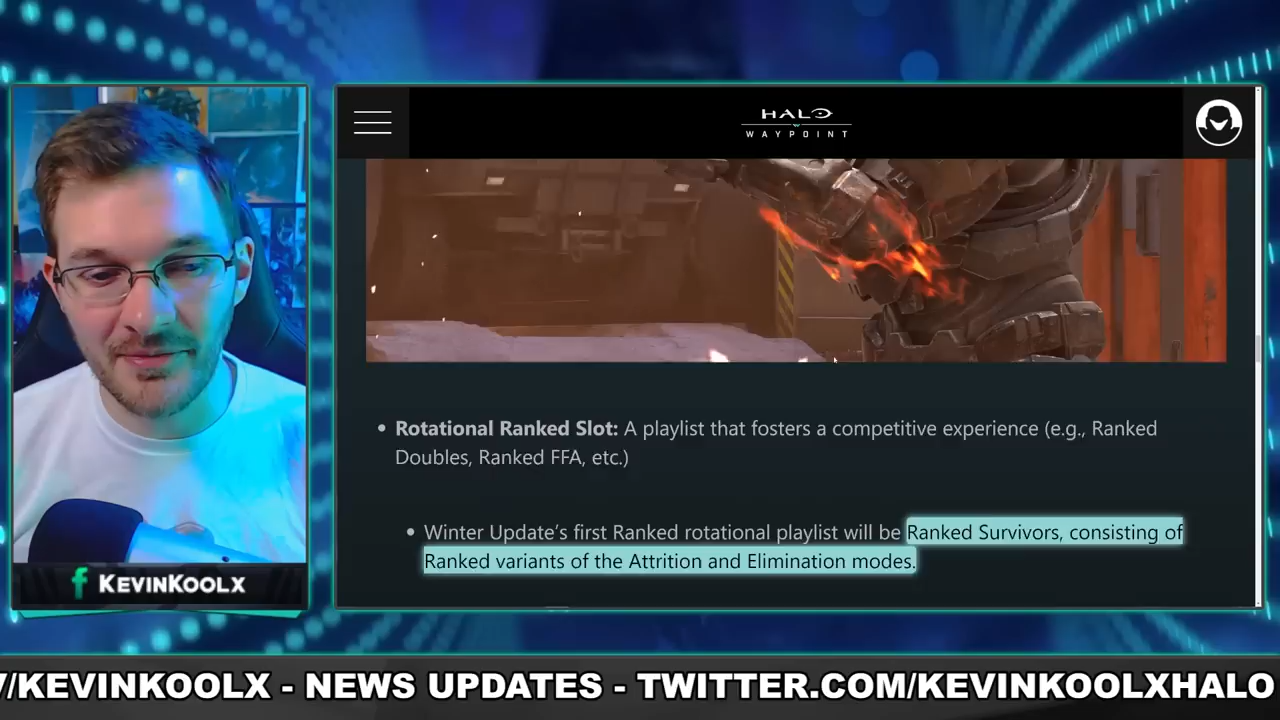 HALO
WAYPOINT
• Rotational Ranked Slot: A playlist that fosters a competitive experience (e.g., Ranked
Doubles, Ranked FFA, etc.)
• Winter Update’s first Ranked rotational playlist will be Ranked Survivors, consisting of
Ranked variants of the Attrition and Elimination modes.
f KEVINKOOLX
/KEVINKOOLX - NEWS UPDATES - TWITTER.COM/KEVINKOOLXHALO